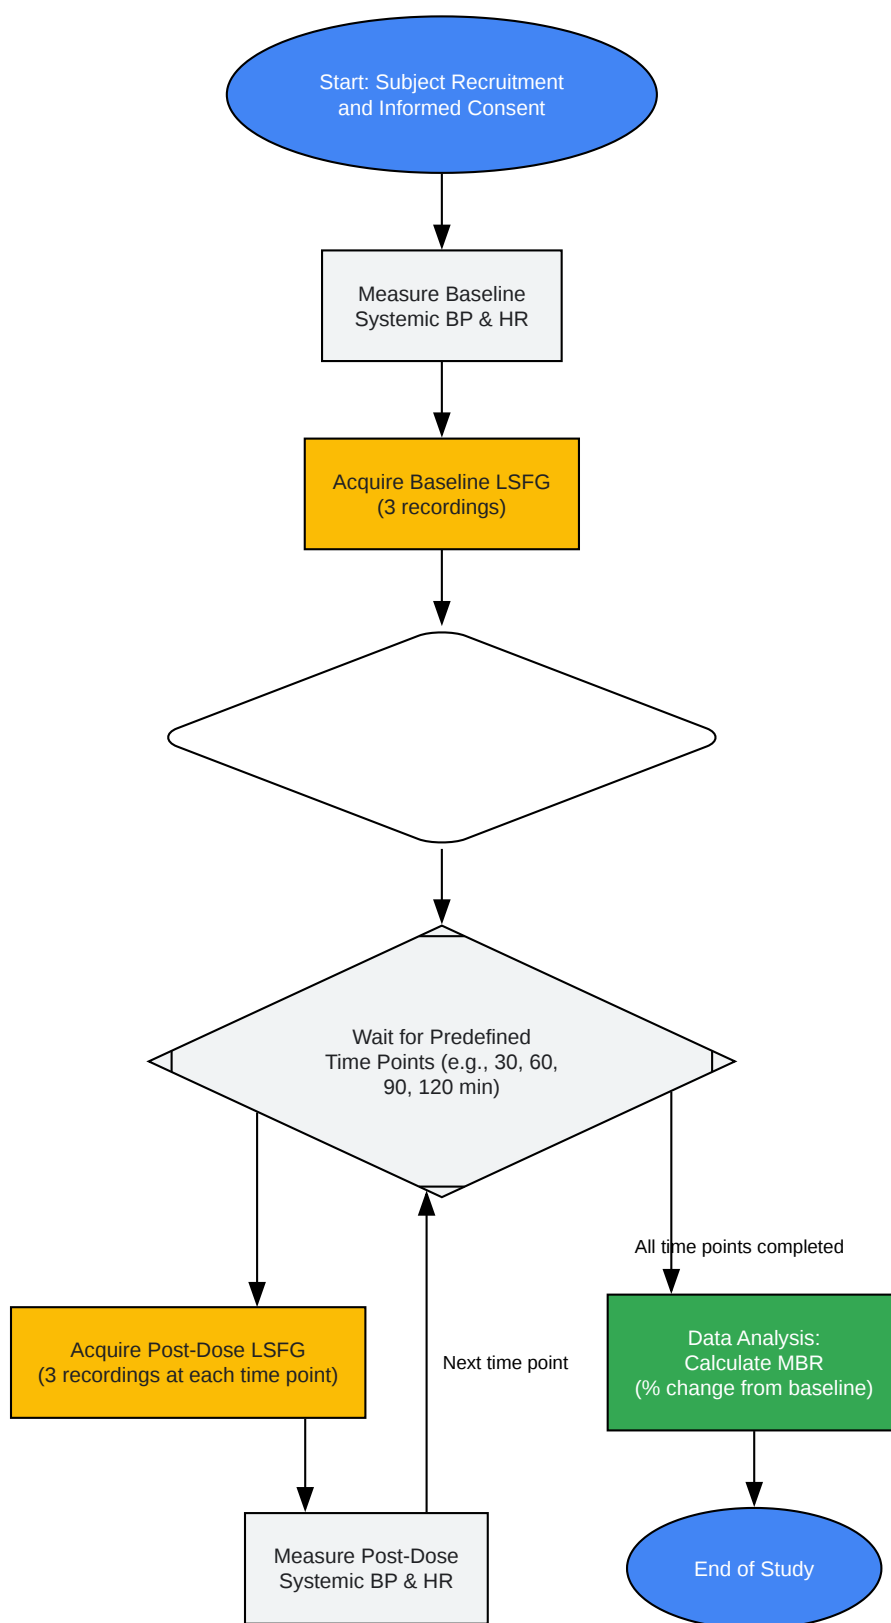 Start: Subject Recruitment
and Informed Consent
Measure Baseline
Systemic BP & HR
Acquire Baseline LSFG
(3 recordings)
Wait for Predefined
Time Points (e.g., 30, 60,
90, 120 min)
All time points completed
Acquire Post-Dose LSFG
(3 recordings at each time point)
Next time point
Data Analysis:
Calculate MBR
(% change from baseline)
Measure Post-Dose
Systemic BP & HR
End of Study